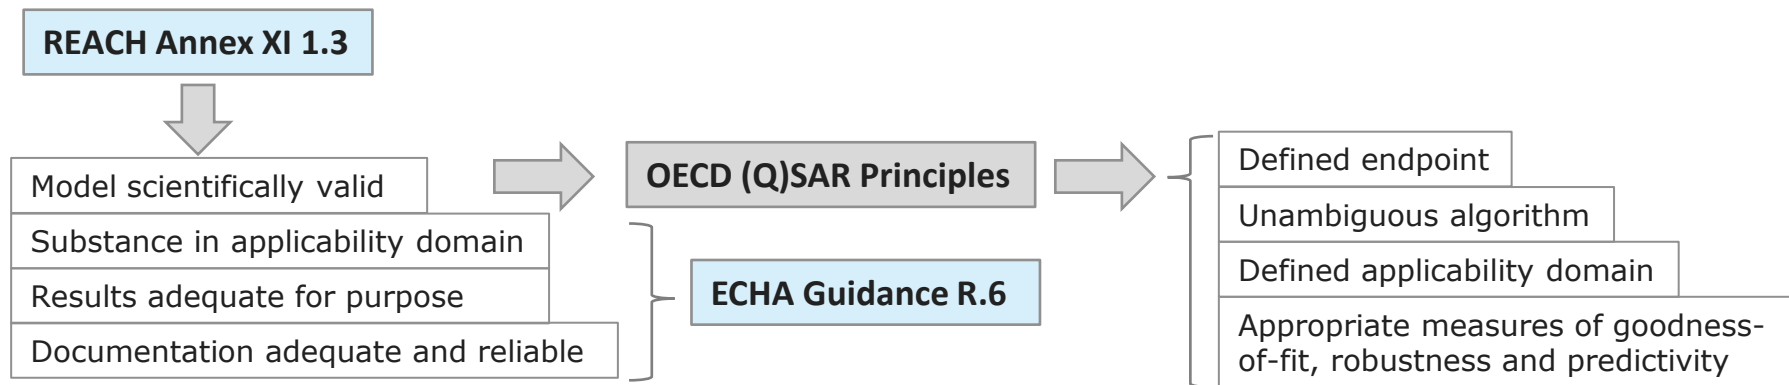 REACH Annex XI 1.3
Model scientifically valid
Substance in applicability domain
Results adequate for purpose
Documentation adequate and reliable
OECD (Q)SAR Principles
ECHA Guidance R.6
Defined endpoint
Unambiguous algorithm
Defined applicability domain
Appropriate measures of goodness-
of-fit, robustness and predictivity